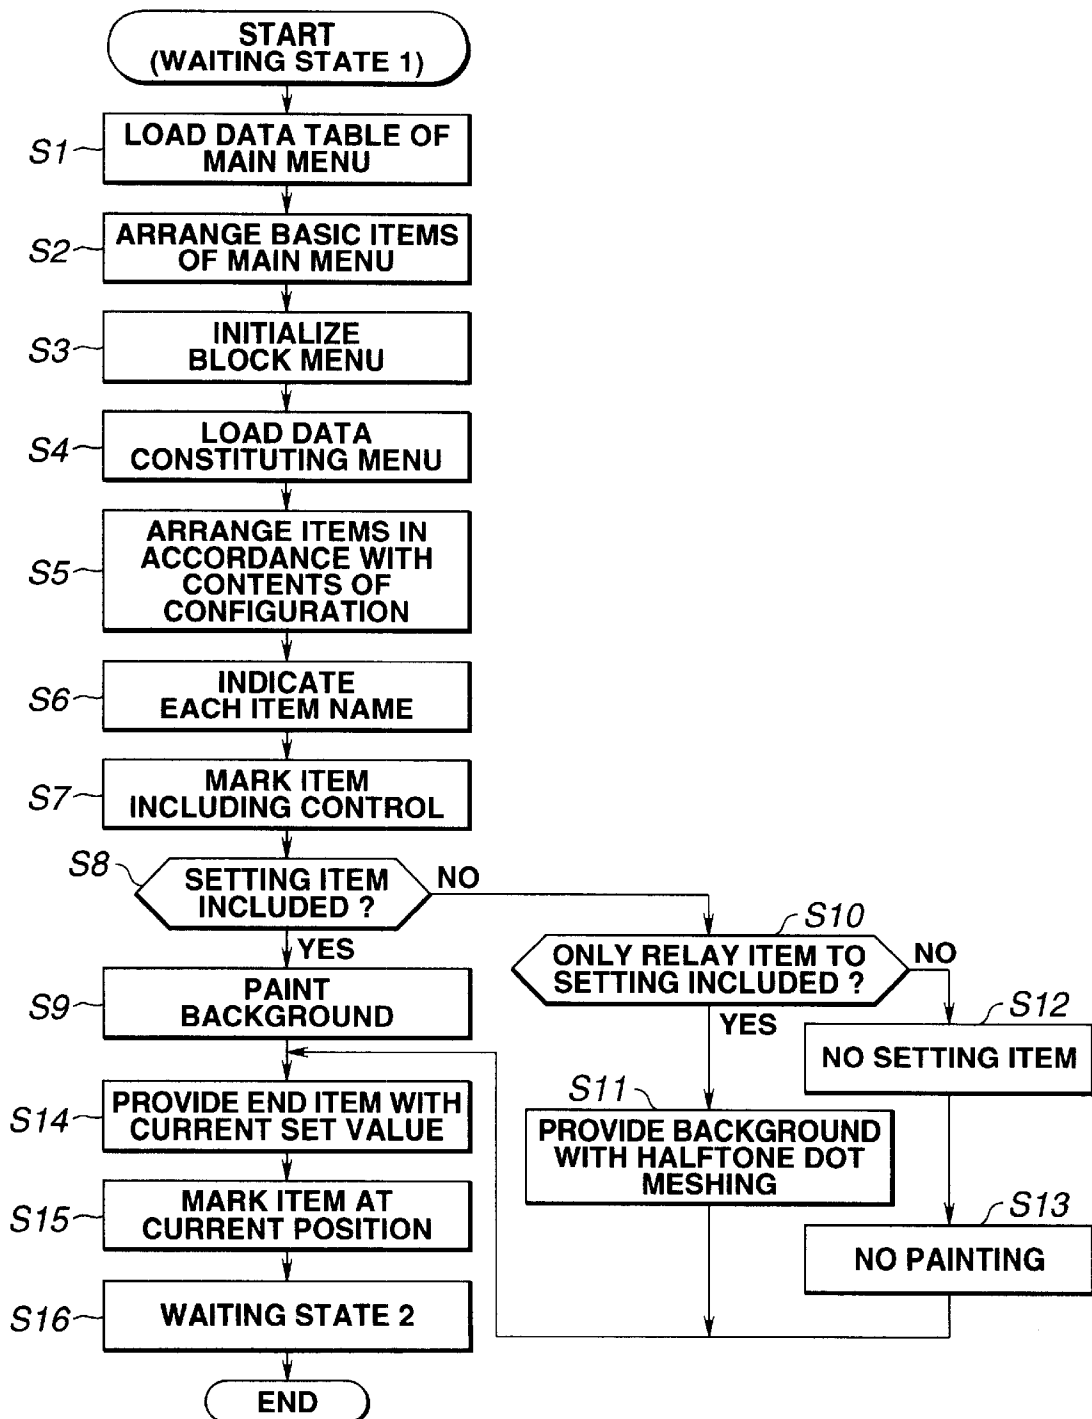 START
(WAITING STATE 1)
S1
LOAD DATA TABLE OF
MAIN MENU
S2
ARRANGE BASIC ITEMS
OF MAIN MENU
S3
INITIALIZE
BLOCK MENU
S4
LOAD DATA
CONSTITUTING MENU
S5
ARRANGE ITEMS IN
ACCORDANCE WITH
CONTENTS OF
CONFIGURATION
S6
INDICATE
EACH ITEM NAME
S7
MARK ITEM
INCLUDING CONTROL
S8
SETTING ITEM
INCLUDED ?
NO
YES
S9
PAINT
BACKGROUND
S10
ONLY RELAY ITEM TO
SETTING INCLUDED ?
NO
YES
S11
PROVIDE BACKGROUND
WITH HALFTONE DOT
MESHING
S12
NO SETTING ITEM
S13
NO PAINTING
S14
PROVIDE END ITEM WITH
CURRENT SET VALUE
S15
MARK ITEM AT
CURRENT POSITION
S16
WAITING STATE 2
END